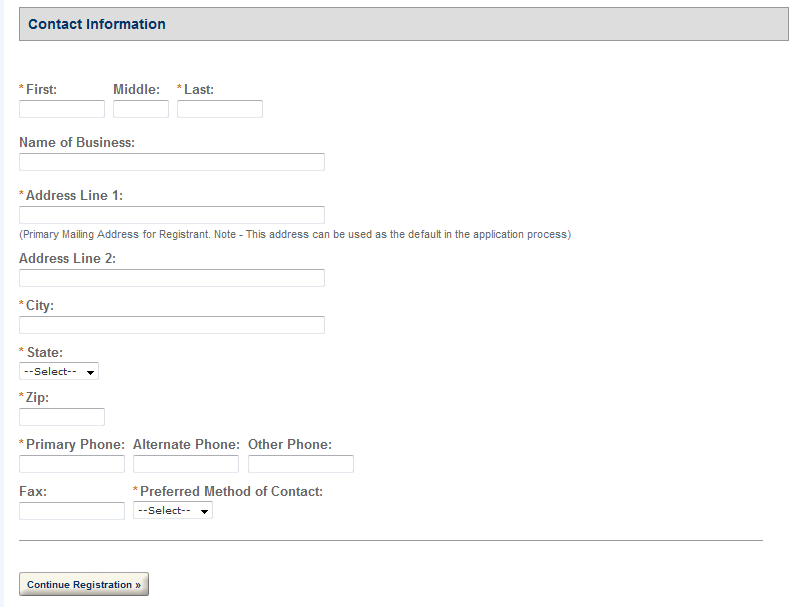 Contact Information
*First: Middle: *Last:
Name of Business:
*Address Line 1:
(Primary Mailing Address for Registrant. Note - This address can be used as the default in the application process)
Address Line 2:
*City:
*State:
--Select--
*Zip:
*Primary Phone: Alternate Phone: Other Phone:
Fax: *Preferred Method of Contact:
--Select--
Continue Registration »